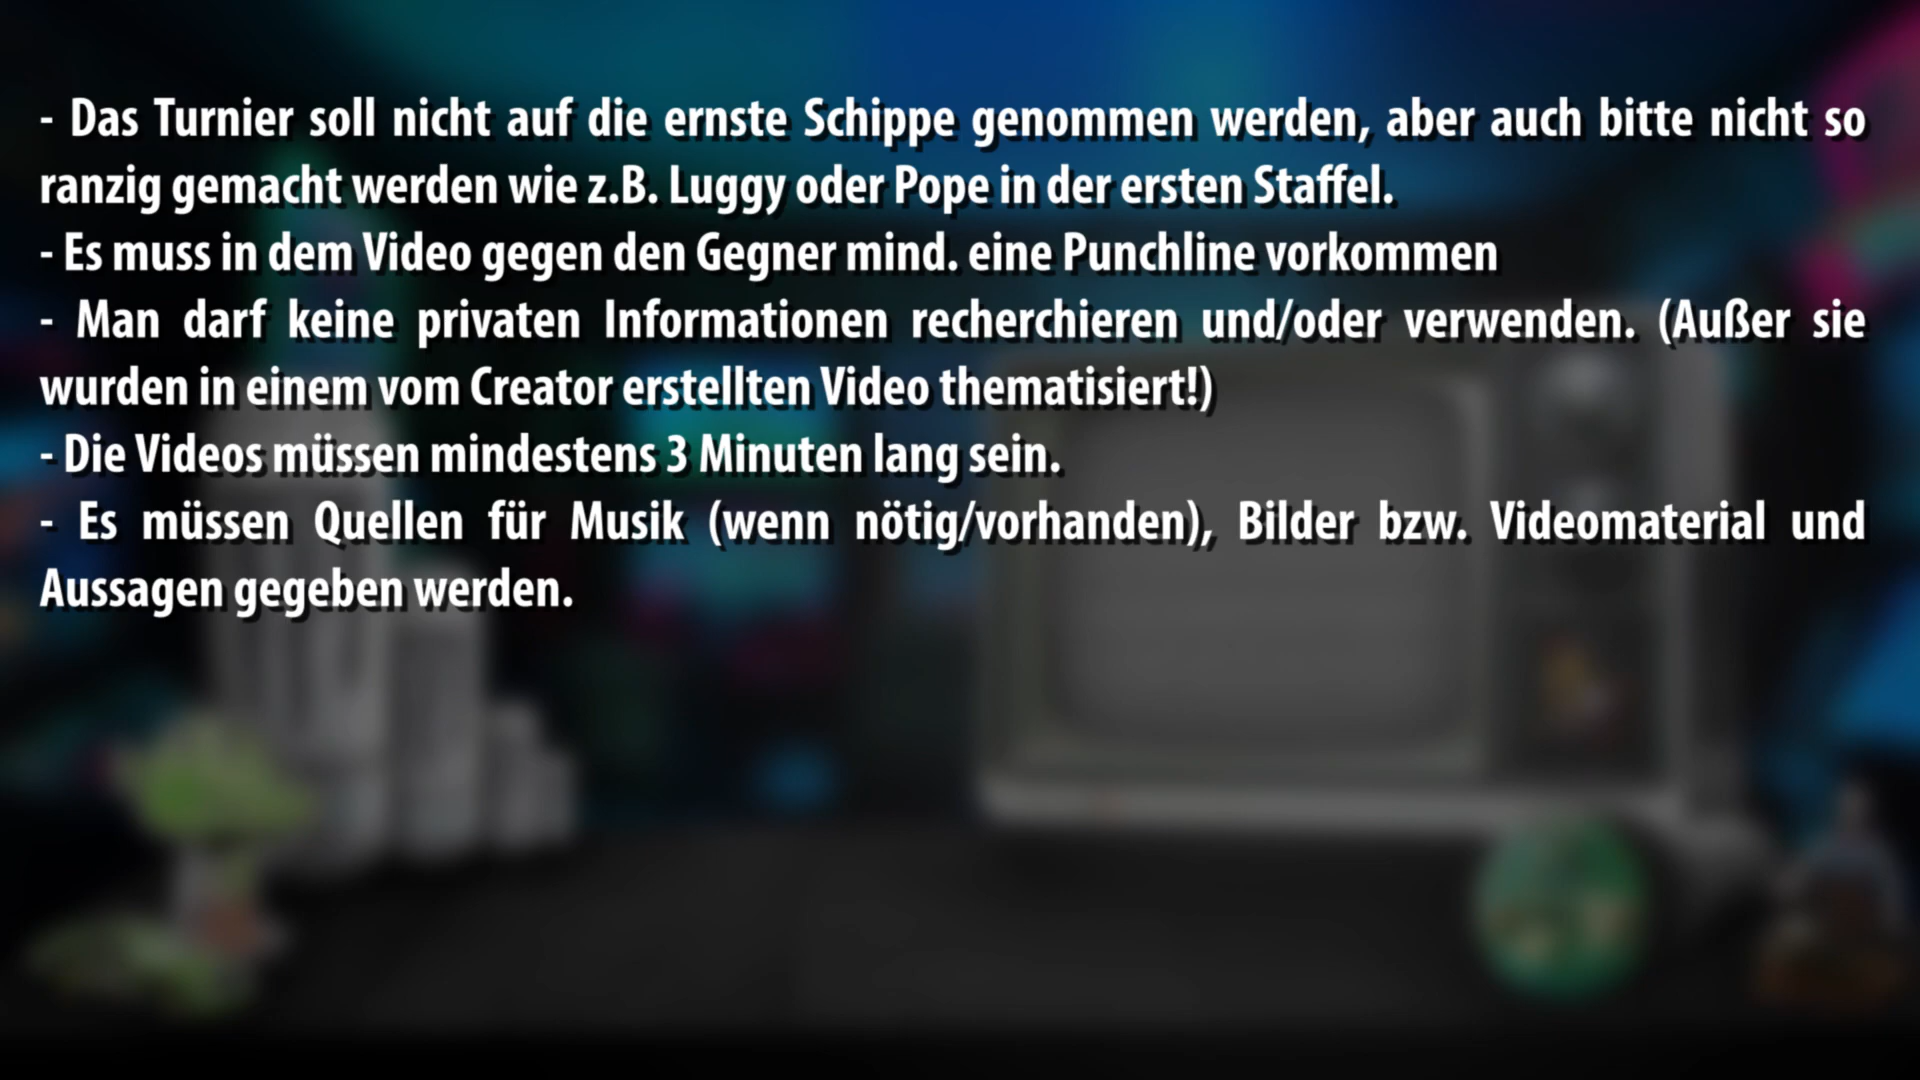 - Das Turnier soll nicht auf die ernste Schippe genommen werden, aber auch bitte nicht so
ranzig gemacht werden wie z.B. Luggy oder Pope in der ersten Staffel.
- Es muss in dem Video gegen den Gegner mind. eine Punchline vorkommen
- Man darf keine privaten Informationen recherchieren und/oder verwenden. (Außer sie
wurden in einem vom Creator erstellten Video thematisiert!)
- Die Videos müssen mindestens 3 Minuten lang sein.
- Es müssen Quellen für Musik (wenn nötig/vorhanden), Bilder bzw. Videomaterial und
Aussagen gegeben werden.